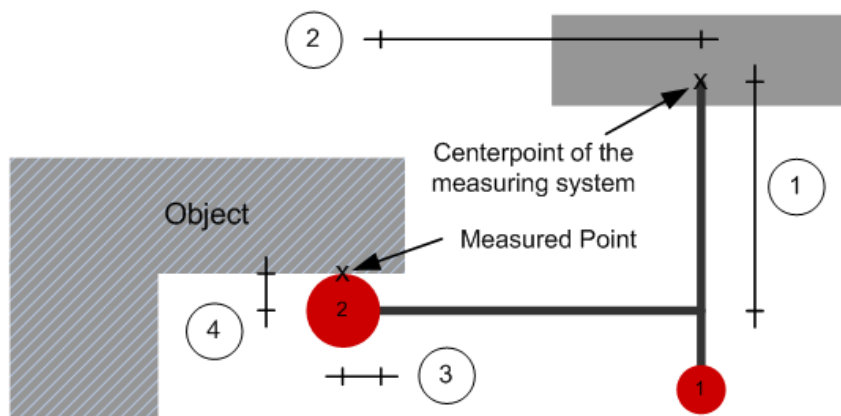 2
x
Centerpoint of the
measuring system
1
Object
Measured Point
x
2
4
3
1